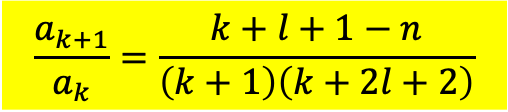 a_{k+1}/a_k = (k + l + 1 − n)/((k + 1)(k + 2l + 2))